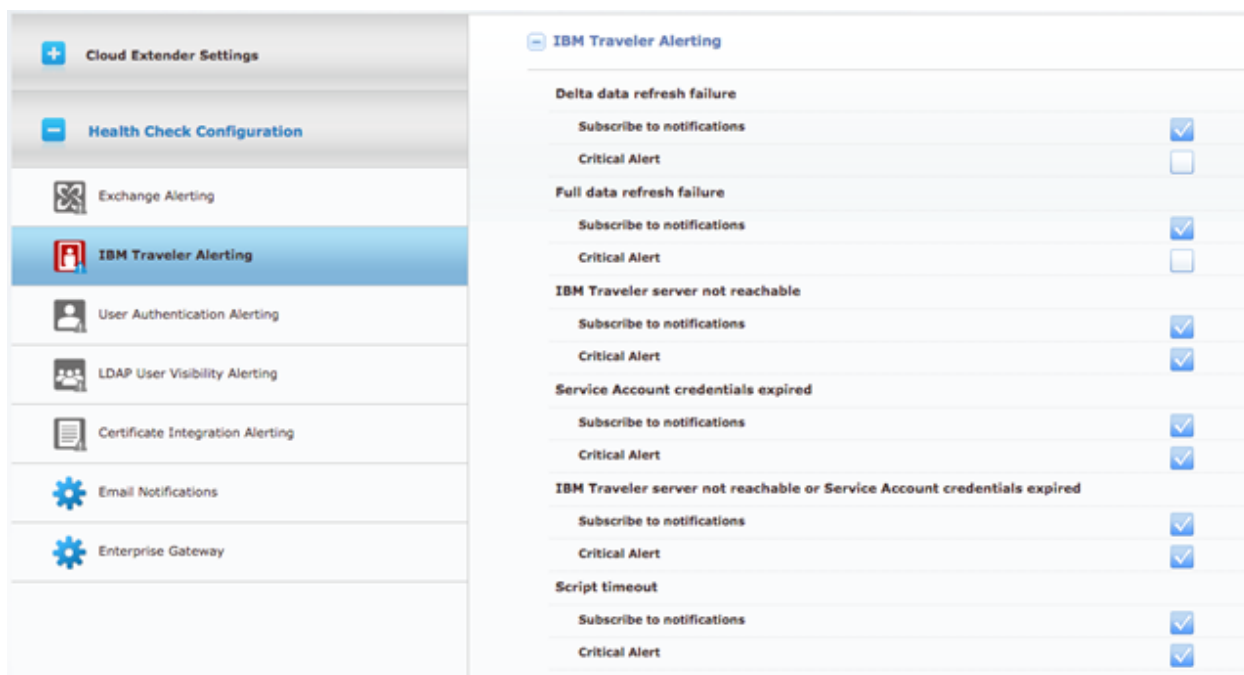 Cloud Extender Settings
Health Check Configuration
Exchange Alerting
IBM Traveler Alerting
User Authentication Alerting
LDAP User Visibility Alerting
Certificate Integration Alerting
Email Notifications
Enterprise Gateway
IBM Traveler Alerting
Delta data refresh failure
Subscribe to notifications
Critical Alert
Full data refresh failure
Subscribe to notifications
Critical Alert
IBM Traveler server not reachable
Subscribe to notifications
Critical Alert
Service Account credentials expired
Subscribe to notifications
Critical Alert
IBM Traveler server not reachable or Service Account credentials expired
Subscribe to notifications
Critical Alert
Script timeout
Subscribe to notifications
Critical Alert